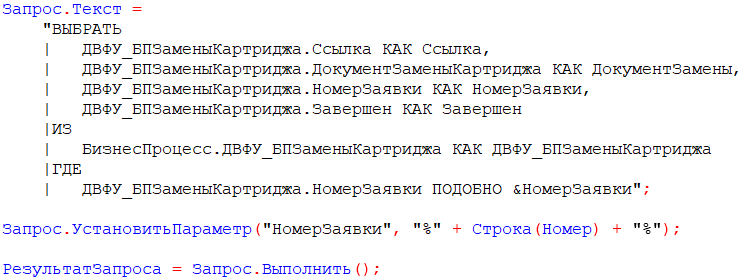 Запрос.Текст =
"ВЫБРАТЬ
|   ДВФУ_БПЗаменыКартриджа.Ссылка КАК Ссылка,
|   ДВФУ_БПЗаменыКартриджа.ДокументЗаменыКартриджа КАК ДокументЗамены,
|   ДВФУ_БПЗаменыКартриджа.НомерЗаявки КАК НомерЗаявки,
|   ДВФУ_БПЗаменыКартриджа.Завершен КАК Завершен
|ИЗ
|   БизнесПроцесс.ДВФУ_БПЗаменыКартриджа КАК ДВФУ_БПЗаменыКартриджа
|ГДЕ
|   ДВФУ_БПЗаменыКартриджа.НомерЗаявки ПОДОБНО &НомерЗаявки";
Запрос.УстановитьПараметр("НомерЗаявки", "%" + Строка(Номер) + "%");
РезультатЗапроса = Запрос.Выполнить();